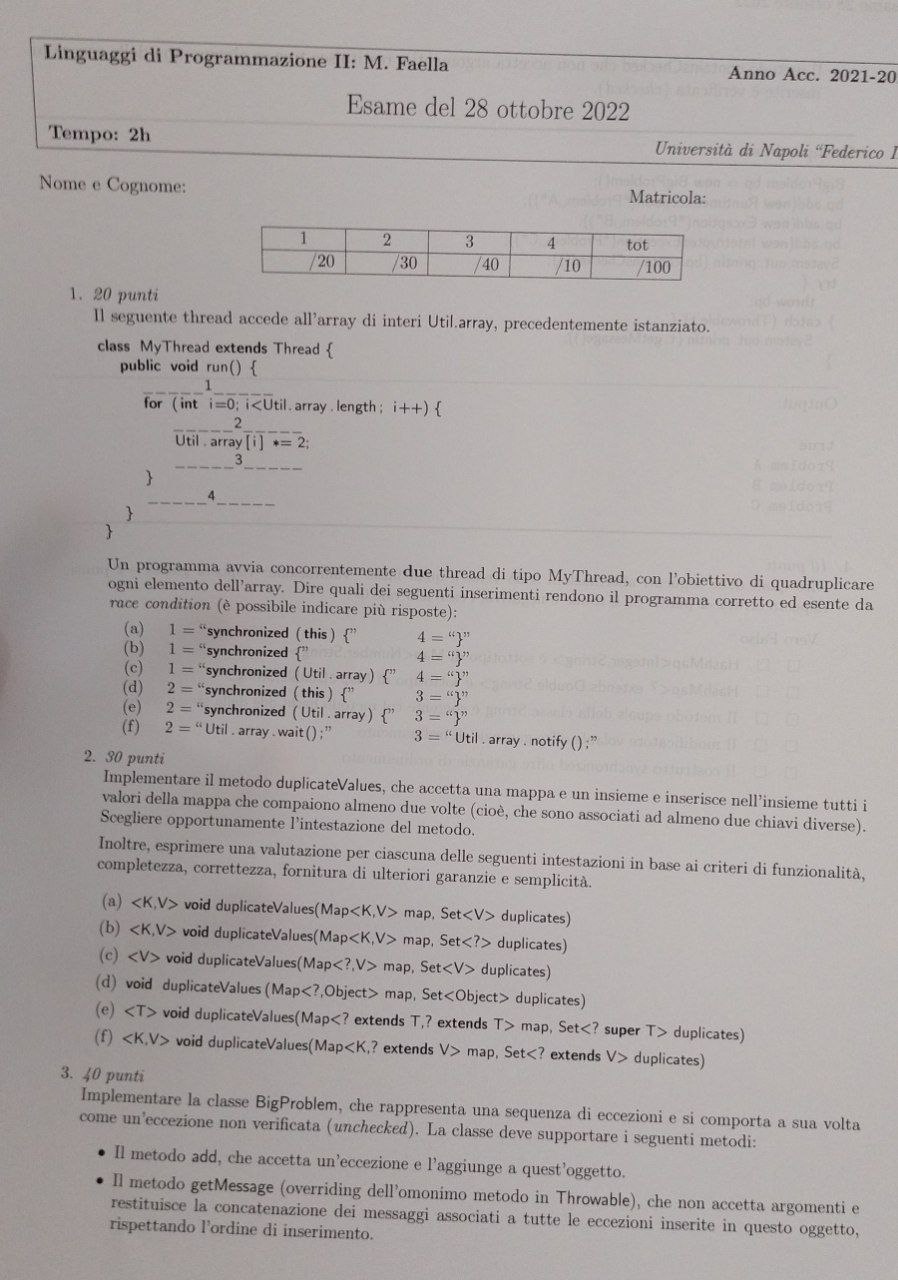 Linguaggi di Programmazione II: M. Faella
Anno Acc. 2021-20
Esame del 28 ottobre 2022
Tempo: 2h
Università di Napoli “Federico I
Nome e Cognome:
Matricola:
1 2 3 4 tot
/20 /30 /40 /10 /100
1. 20 punti
Il seguente thread accede all'array di interi Util.array, precedentemente istanziato.
class MyThread extends Thread {
public void run() {
_____1_____
for (int i=0; i<Util.array.length; i++) {
_____2_____
Util.array[i] *= 2;
_____3_____
}
_____4_____
}
}
Un programma avvia concorrentemente due thread di tipo MyThread, con l'obiettivo di quadruplicare
ogni elemento dell'array. Dire quali dei seguenti inserimenti rendono il programma corretto ed esente da
race condition (è possibile indicare più risposte):
(a) 1 = “synchronized (this) {” 4 = “}”
(b) 1 = “synchronized {” 4 = “}”
(c) 1 = “synchronized (Util.array) {” 4 = “}”
(d) 2 = “synchronized (this) {” 3 = “}”
(e) 2 = “synchronized (Util.array) {” 3 = “}”
(f) 2 = “Util.array.wait();” 3 = “Util.array.notify();”
2. 30 punti
Implementare il metodo duplicateValues, che accetta una mappa e un insieme e inserisce nell'insieme tutti i
valori della mappa che compaiono almeno due volte (cioè, che sono associati ad almeno due chiavi diverse).
Scegliere opportunamente l'intestazione del metodo.
Inoltre, esprimere una valutazione per ciascuna delle seguenti intestazioni in base ai criteri di funzionalità,
completezza, correttezza, fornitura di ulteriori garanzie e semplicità.
(a) <K,V> void duplicateValues(Map<K,V> map, Set<V> duplicates)
(b) <K,V> void duplicateValues(Map<K,V> map, Set<?> duplicates)
(c) <V> void duplicateValues(Map<?,V> map, Set<V> duplicates)
(d) void duplicateValues (Map<?,Object> map, Set<Object> duplicates)
(e) <T> void duplicateValues(Map<? extends T,? extends T> map, Set<? super T> duplicates)
(f) <K,V> void duplicateValues(Map<K,? extends V> map, Set<? extends V> duplicates)
3. 40 punti
Implementare la classe BigProblem, che rappresenta una sequenza di eccezioni e si comporta a sua volta
come un'eccezione non verificata (unchecked). La classe deve supportare i seguenti metodi:
• Il metodo add, che accetta un'eccezione e l'aggiunge a quest'oggetto.
• Il metodo getMessage (overriding dell'omonimo metodo in Throwable), che non accetta argomenti e
restituisce la concatenazione dei messaggi associati a tutte le eccezioni inserite in questo oggetto,
rispettando l'ordine di inserimento.